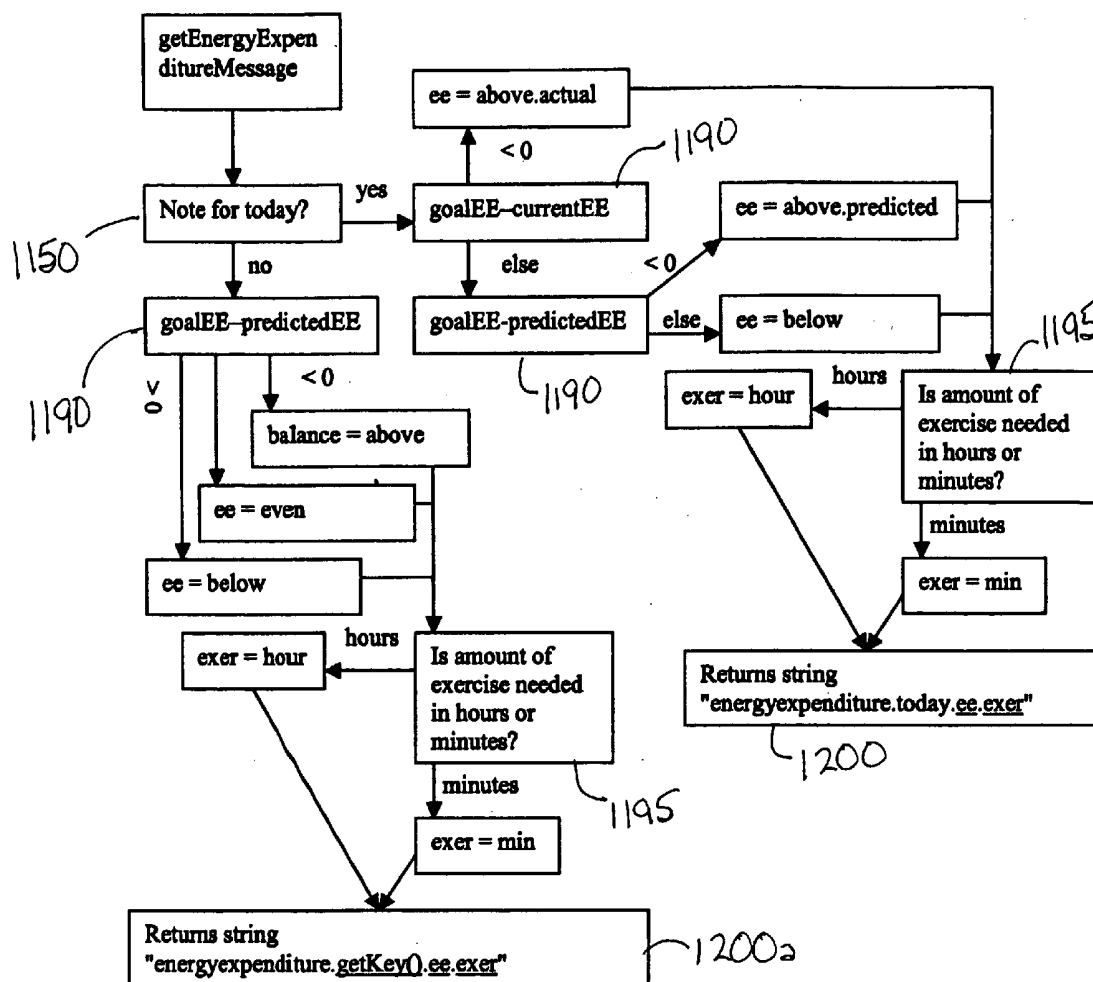 getEnergyExpen
ditureMessage
ee = above.actual
< 0
1190
Note for today?
yes
goalEE–currentEE
ee = above.predicted
1150
no
else
< 0
goalEE–predictedEE
goalEE-predictedEE
else
ee = below
1190
> 0
< 0
1190
1195
hours
exer = hour
Is amount of
exercise needed
in hours or
minutes?
balance = above
ee = even
minutes
ee = below
exer = min
hours
exer = hour
Is amount of
exercise needed
in hours or
minutes?
Returns string
"energyexpenditure.today.ee.exer"
1200
minutes
1195
exer = min
Returns string
"energyexpenditure.getKey().ee.exer"
1200a